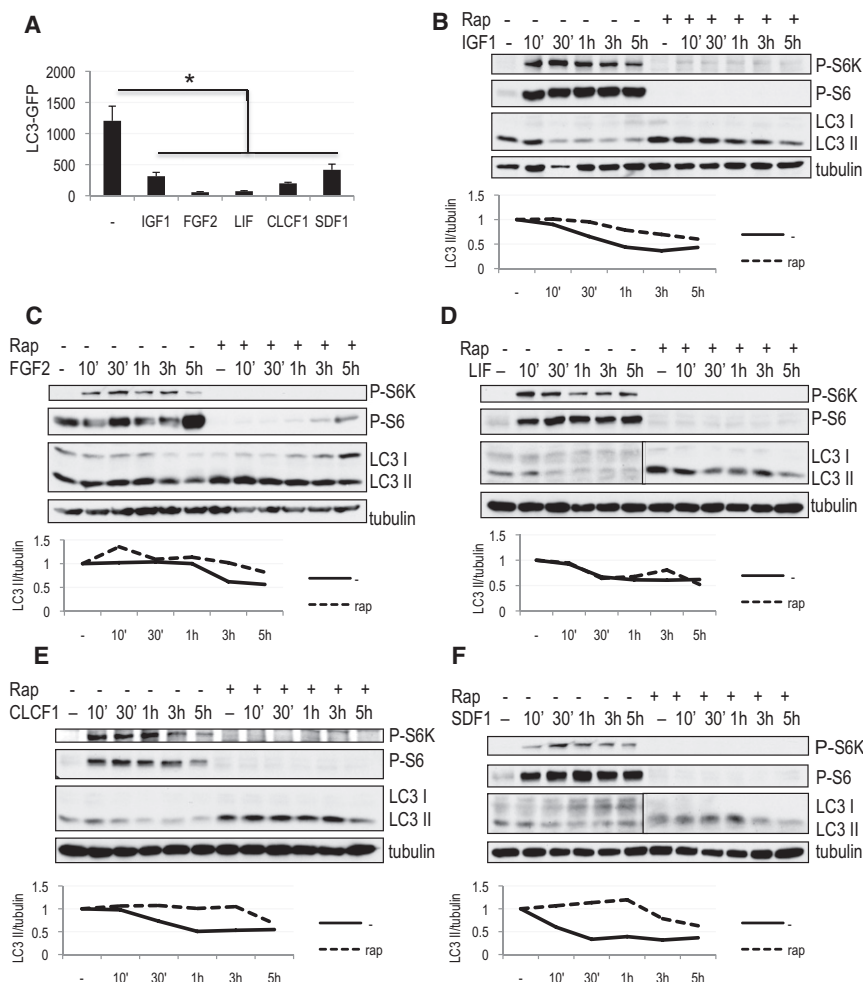 A
2000
1500
1000
500
0
LC3-GFP
*
- IGF1 FGF2 LIF CLCF1 SDF1
B
Rap - - - - - - + + + + + +
IGF1 - 10' 30' 1h 3h 5h - 10' 30' 1h 3h 5h
P-S6K
P-S6
LC3 I
LC3 II
tubulin
LC3 II/tubulin
1.5
1
0.5
0
- 10' 30' 1h 3h 5h
-
rap
C
Rap - - - - - - + + + + + +
FGF2 - 10' 30' 1h 3h 5h – 10' 30' 1h 3h 5h
P-S6K
P-S6
LC3 I
LC3 II
tubulin
LC3 II/tubulin
1.5
1
0.5
0
- 10' 30' 1h 3h 5h
-
rap
D
Rap - - - - - - + + + + + +
LIF – 10' 30' 1h 3h 5h – 10' 30' 1h 3h 5h
P-S6K
P-S6
LC3 I
LC3 II
tubulin
LC3 II/tubulin
1.5
1
0.5
0
- 10' 30' 1h 3h 5h
-
rap
E
Rap - - - - - - + + + + + +
CLCF1 – 10' 30' 1h 3h 5h – 10' 30' 1h 3h 5h
P-S6K
P-S6
LC3 I
LC3 II
tubulin
LC3 II/tubulin
1.5
1
0.5
0
- 10' 30' 1h 3h 5h
-
rap
F
Rap - - - - - - + + + + + +
SDF1 – 10' 30' 1h 3h 5h – 10' 30' 1h 3h 5h
P-S6K
P-S6
LC3 I
LC3 II
tubulin
LC3 II/tubulin
1.5
1
0.5
0
- 10' 30' 1h 3h 5h
-
rap